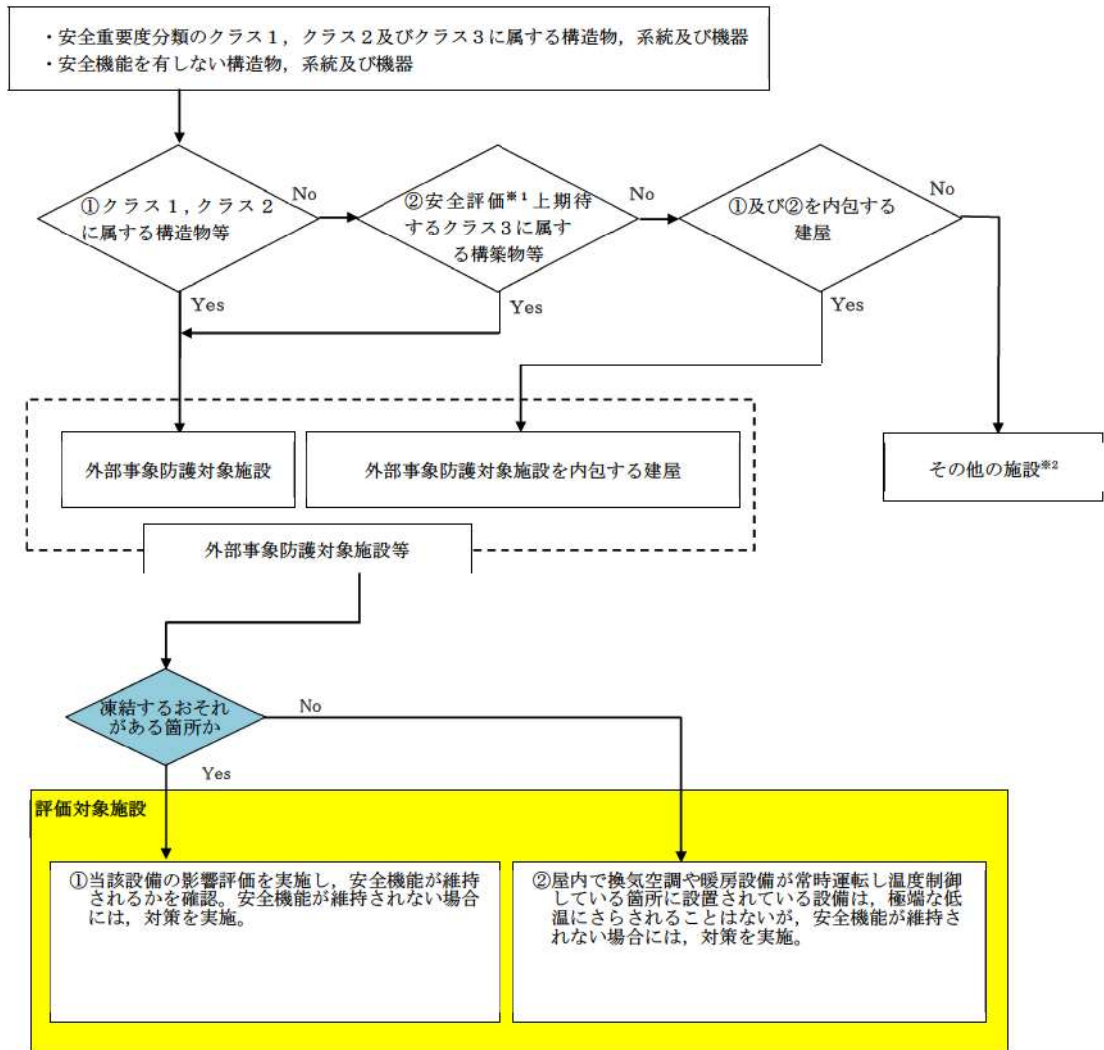 ・安全重要度分類のクラス1，クラス2及びクラス3に属する構造物，系統及び機器
・安全機能を有しない構造物，系統及び機器
①クラス1，クラス2
に属する構造物等
No
②安全評価※1上期待
するクラス3に属す
る構築物等
No
①及び②を内包する
建屋
No
Yes
Yes
Yes
外部事象防護対象施設
外部事象防護対象施設を内包する建屋
その他の施設※2
外部事象防護対象施設等
凍結するおそれ
がある箇所か
No
Yes
評価対象施設
①当該設備の影響評価を実施し，安全機能が維持
されるかを確認。安全機能が維持されない場合
には，対策を実施。
②屋内で換気空調や暖房設備が常時運転し温度制御
している箇所に設置されている設備は，極端な低
温にさらされることはないが，安全機能が維持さ
れない場合には，対策を実施。